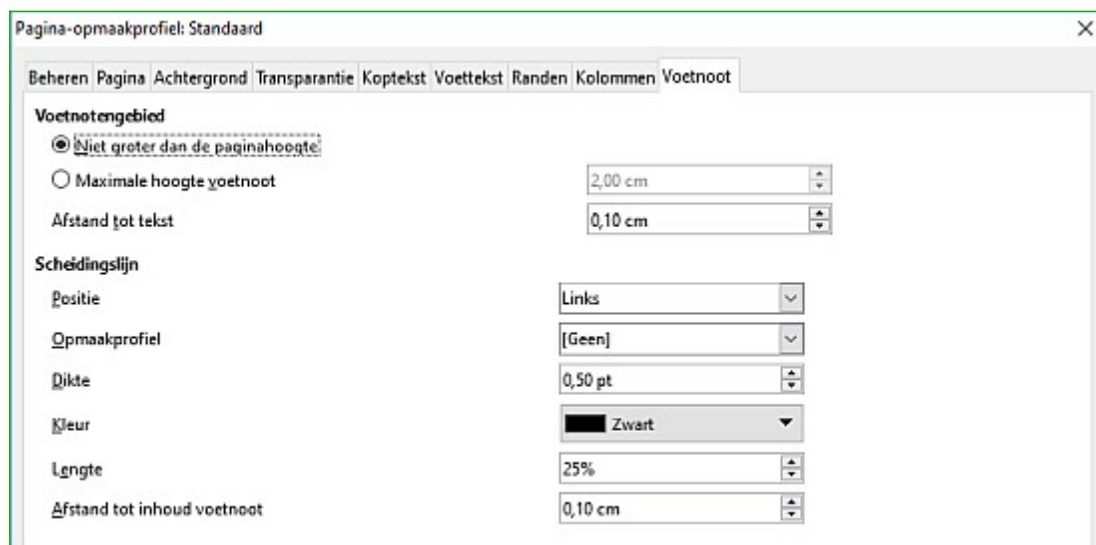 Pagina-opmaakprofiel: Standaard
Beheren Pagina Achtergrond Transparantie Koptekst Voettekst Randen Kolommen Voetnoot
Voetnotengebied
Niet groter dan de paginahoogte
Maximale hoogte voetnoot 2,00 cm
Afstand tot tekst 0,10 cm
Scheidingslijn
Positie Links
Opmaakprofiel [Geen]
Dikte 0,50 pt
Kleur Zwart
Lengte 25%
Afstand tot inhoud voetnoot 0,10 cm